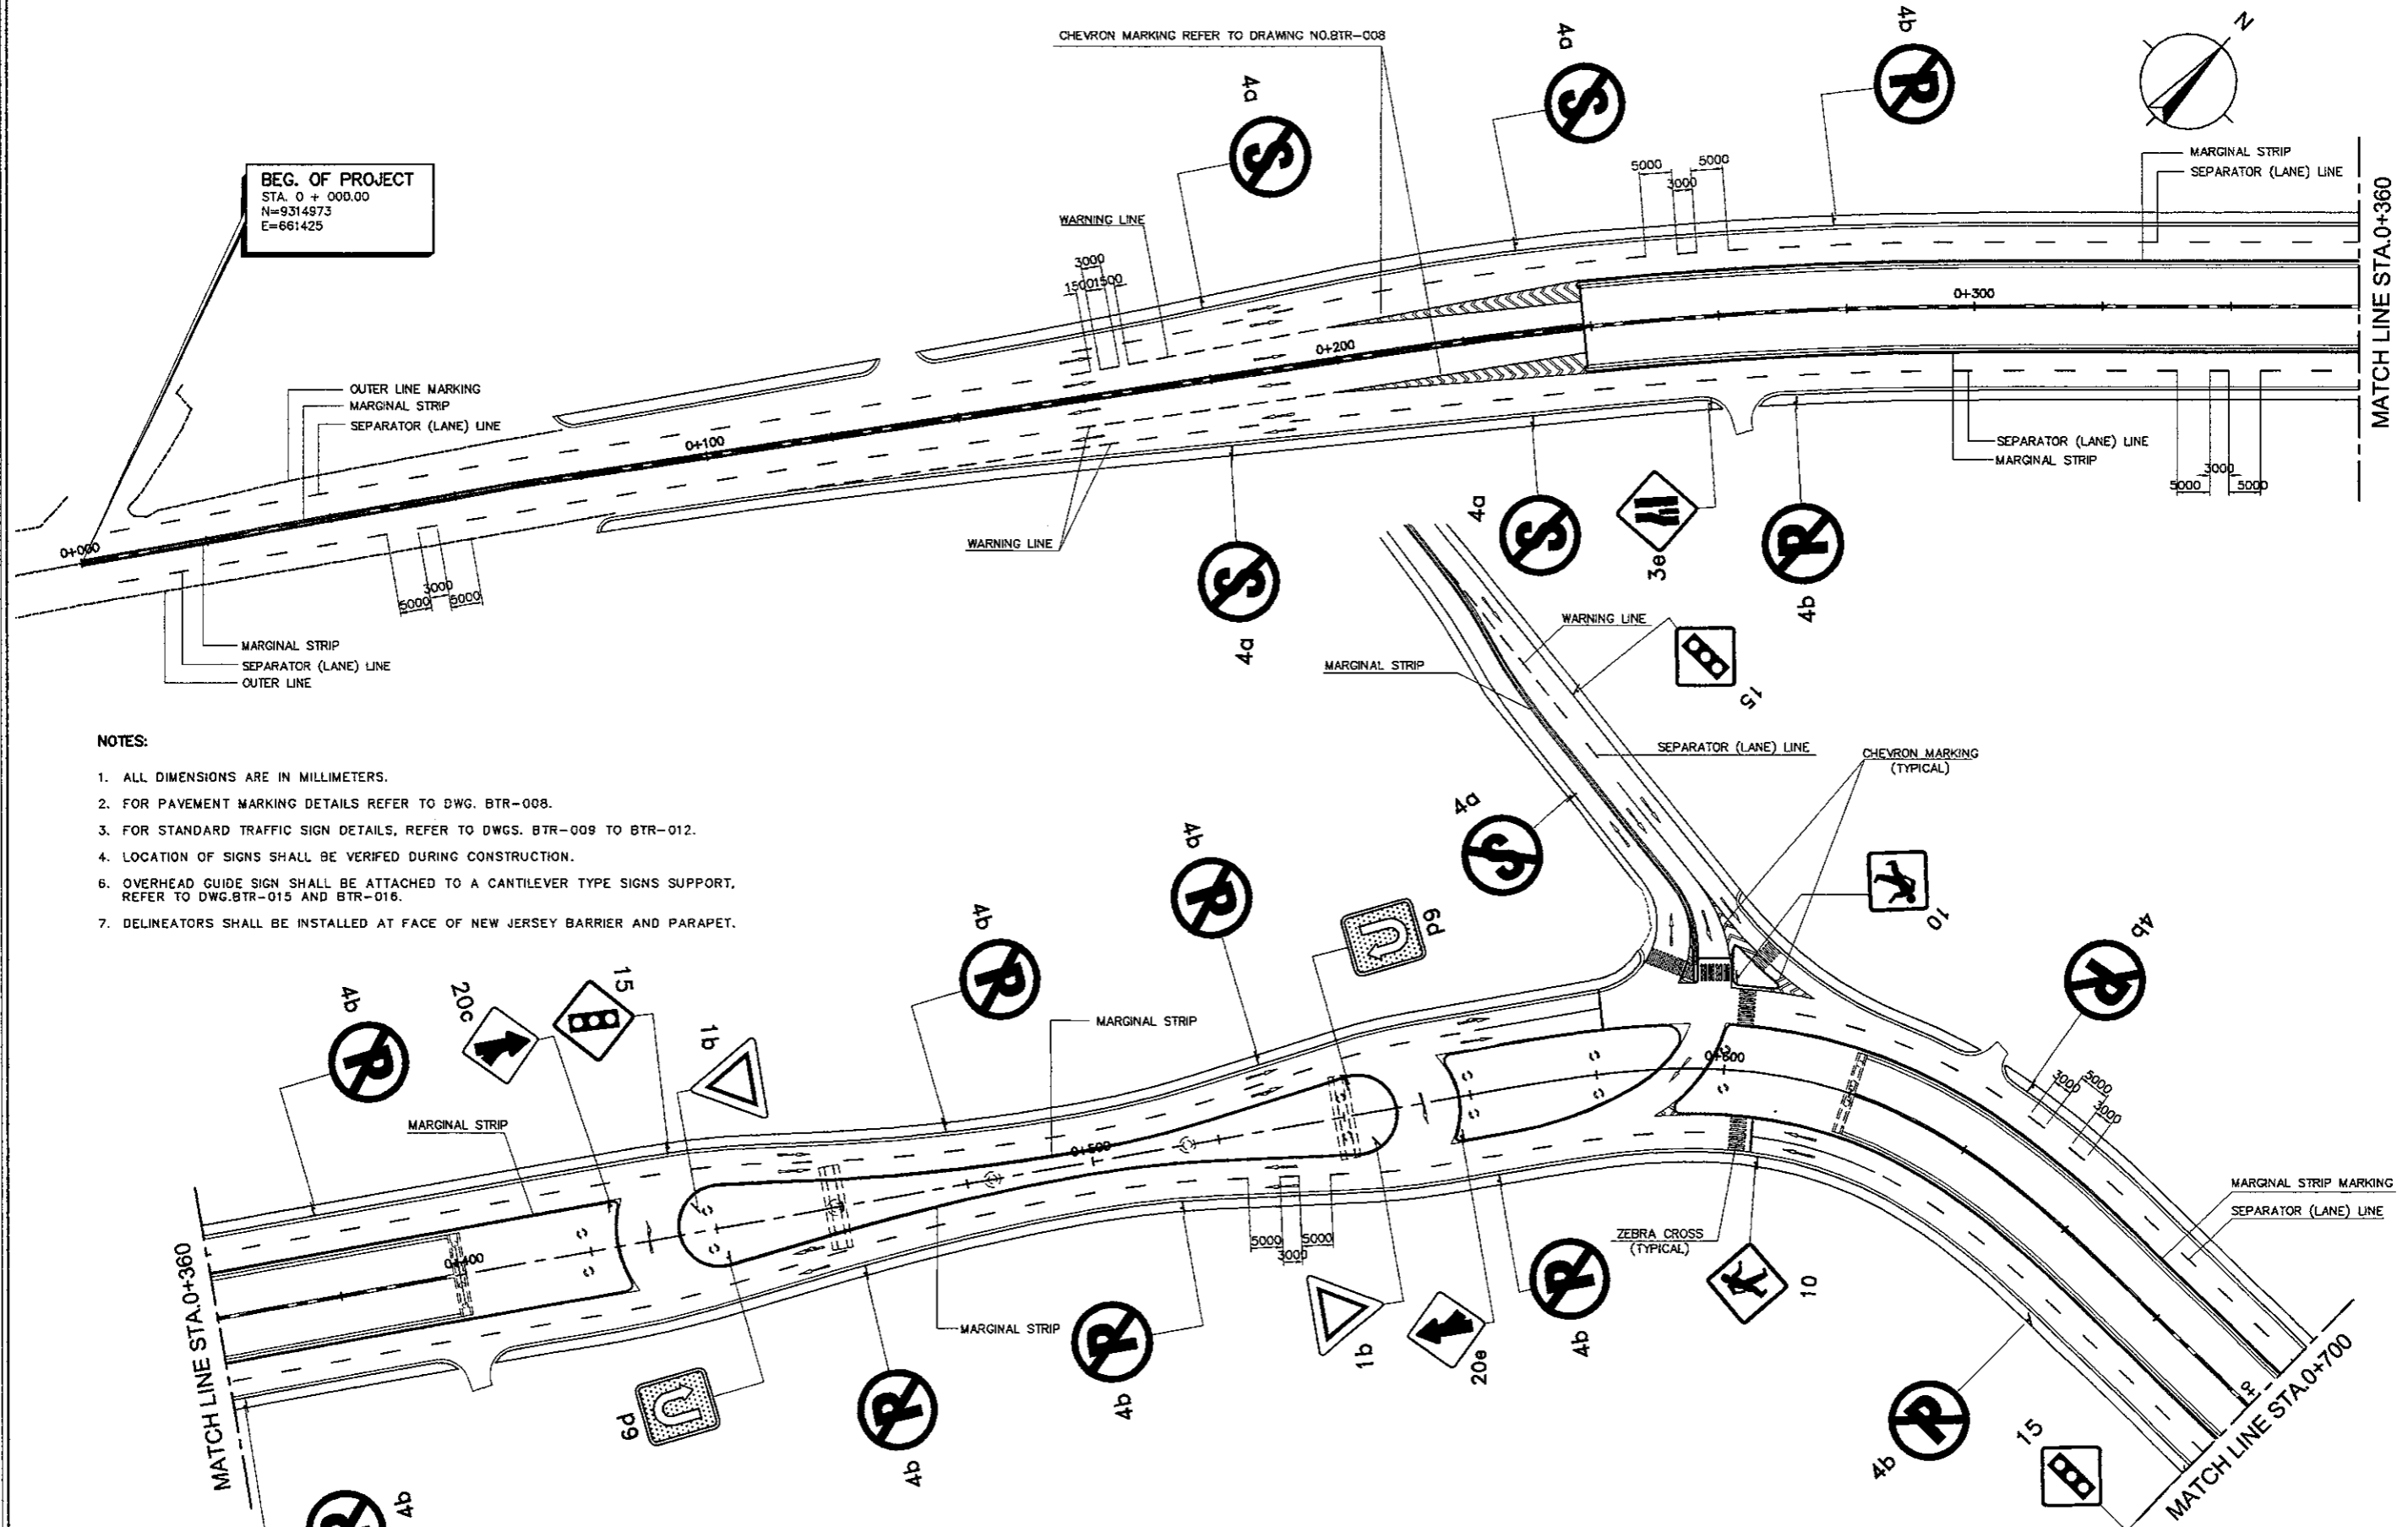 CHEVRON MARKING REFER TO DRAWING NO.BTR-008
4a
4a
4b
N
BEG. OF PROJECT
STA. 0 + 000.00
N=9314973
E=661425
WARNING LINE
3000
1500
1500
5000
3000
5000
MARGINAL STRIP
SEPARATOR (LANE) LINE
MATCH LINE STA.0+360
0+300
0+200
0+100
0+000
OUTER LINE MARKING
MARGINAL STRIP
SEPARATOR (LANE) LINE
SEPARATOR (LANE) LINE
MARGINAL STRIP
5000
3000
5000
WARNING LINE
5000
3000
5000
MARGINAL STRIP
SEPARATOR (LANE) LINE
OUTER LINE
4a
4a
3e
4b
WARNING LINE
15
MARGINAL STRIP
SEPARATOR (LANE) LINE
CHEVRON MARKING
(TYPICAL)
4a
10
NOTES:
1. ALL DIMENSIONS ARE IN MILLIMETERS.
2. FOR PAVEMENT MARKING DETAILS REFER TO DWG. BTR-008.
3. FOR STANDARD TRAFFIC SIGN DETAILS, REFER TO DWGS. BTR-009 TO BTR-012.
4. LOCATION OF SIGNS SHALL BE VERIFED DURING CONSTRUCTION.
6. OVERHEAD GUIDE SIGN SHALL BE ATTACHED TO A CANTILEVER TYPE SIGNS SUPPORT,
REFER TO DWG.BTR-015 AND BTR-016.
7. DELINEATORS SHALL BE INSTALLED AT FACE OF NEW JERSEY BARRIER AND PARAPET.
4b
20c
15
1b
4b
4b
MARGINAL STRIP
4b
MARGINAL STRIP
0+400
0+500
0+600
3000
5000
3000
MARGINAL STRIP MARKING
SEPARATOR (LANE) LINE
5000
3000
5000
ZEBRA CROSS
(TYPICAL)
10
MARGINAL STRIP
MATCH LINE STA.0+360
4b
4b
4b
1b
20e
4b
4b
15
MATCH LINE STA.0+700